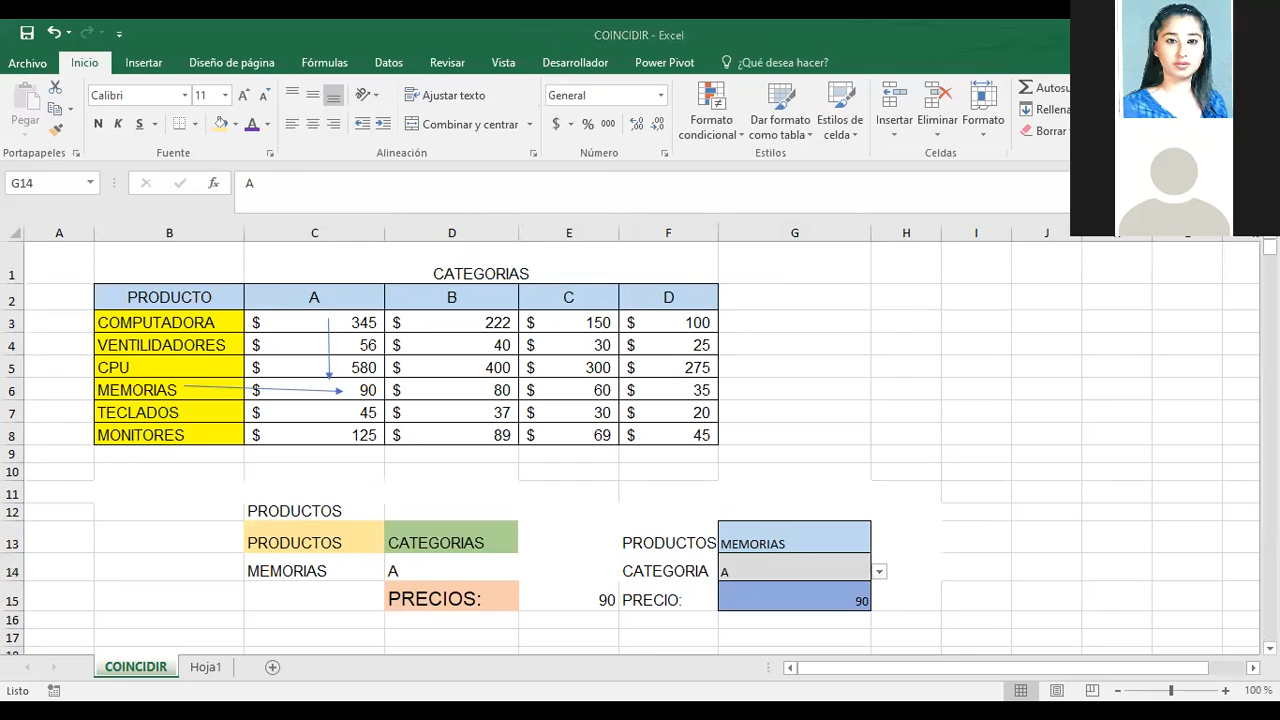 COINCIDIR - Excel
Archivo Inicio Insertar Diseño de página Fórmulas Datos Revisar Vista Desarrollador Power Pivot ¿Qué desea hacer?
Calibri 11 Ajustar texto General Autosu
Pegar N K S Combinar y centrar $ % 000 Formato condicional Dar formato como tabla Estilos de celda Insertar Eliminar Formato Rellena
Borrar
Portapapeles Fuente Alineación Número Estilos Celdas
G14 fx A
A B C D E F G H I J
1 CATEGORIAS
2 PRODUCTO A B C D
3 COMPUTADORA $ 345 $ 222 $ 150 $ 100
4 VENTILIDADORES $ 56 $ 40 $ 30 $ 25
5 CPU $ 580 $ 400 $ 300 $ 275
6 MEMORIAS $ 90 $ 80 $ 60 $ 35
7 TECLADOS $ 45 $ 37 $ 30 $ 20
8 MONITORES $ 125 $ 89 $ 69 $ 45
9
10
11
12 PRODUCTOS
13 PRODUCTOS CATEGORIAS PRODUCTOS MEMORIAS
14 MEMORIAS A CATEGORIA A
15 PRECIOS: 90 PRECIO: 90
16
17
COINCIDIR Hoja1
Listo 100 %